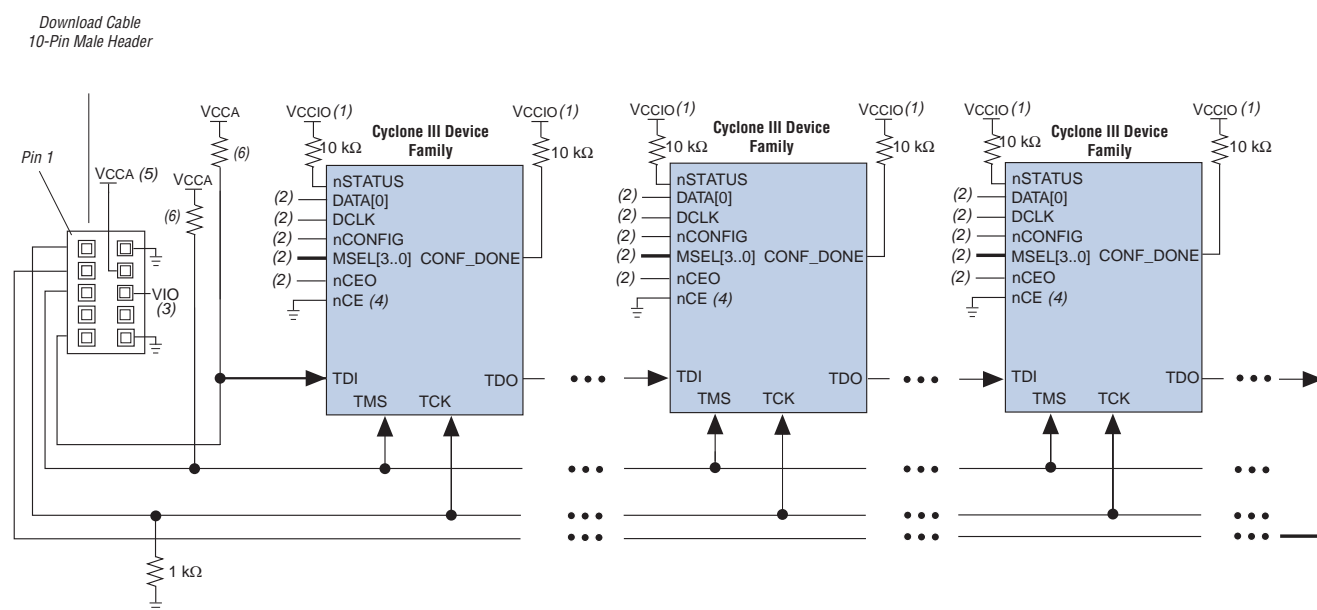 Download Cable
10-Pin Male Header
Pin 1
VCCA (5)
VCCA
(6)
VCCA
(6)
VIO
(3)
1 kΩ
VCCIO (1)
10 kΩ
Cyclone III Device
Family
VCCIO (1)
10 kΩ
nSTATUS
(2) DATA[0]
(2) DCLK
(2) nCONFIG
(2) MSEL[3..0] CONF_DONE
(2) nCEO
nCE (4)
TDI TDO
TMS TCK
VCCIO (1)
10 kΩ
Cyclone III Device
Family
VCCIO (1)
10 kΩ
nSTATUS
(2) DATA[0]
(2) DCLK
(2) nCONFIG
(2) MSEL[3..0] CONF_DONE
(2) nCEO
nCE (4)
TDI TDO
TMS TCK
VCCIO (1)
10 kΩ
Cyclone III Device
Family
VCCIO (1)
10 kΩ
nSTATUS
(2) DATA[0]
(2) DCLK
(2) nCONFIG
(2) MSEL[3..0] CONF_DONE
(2) nCEO
nCE (4)
TDI TDO
TMS TCK